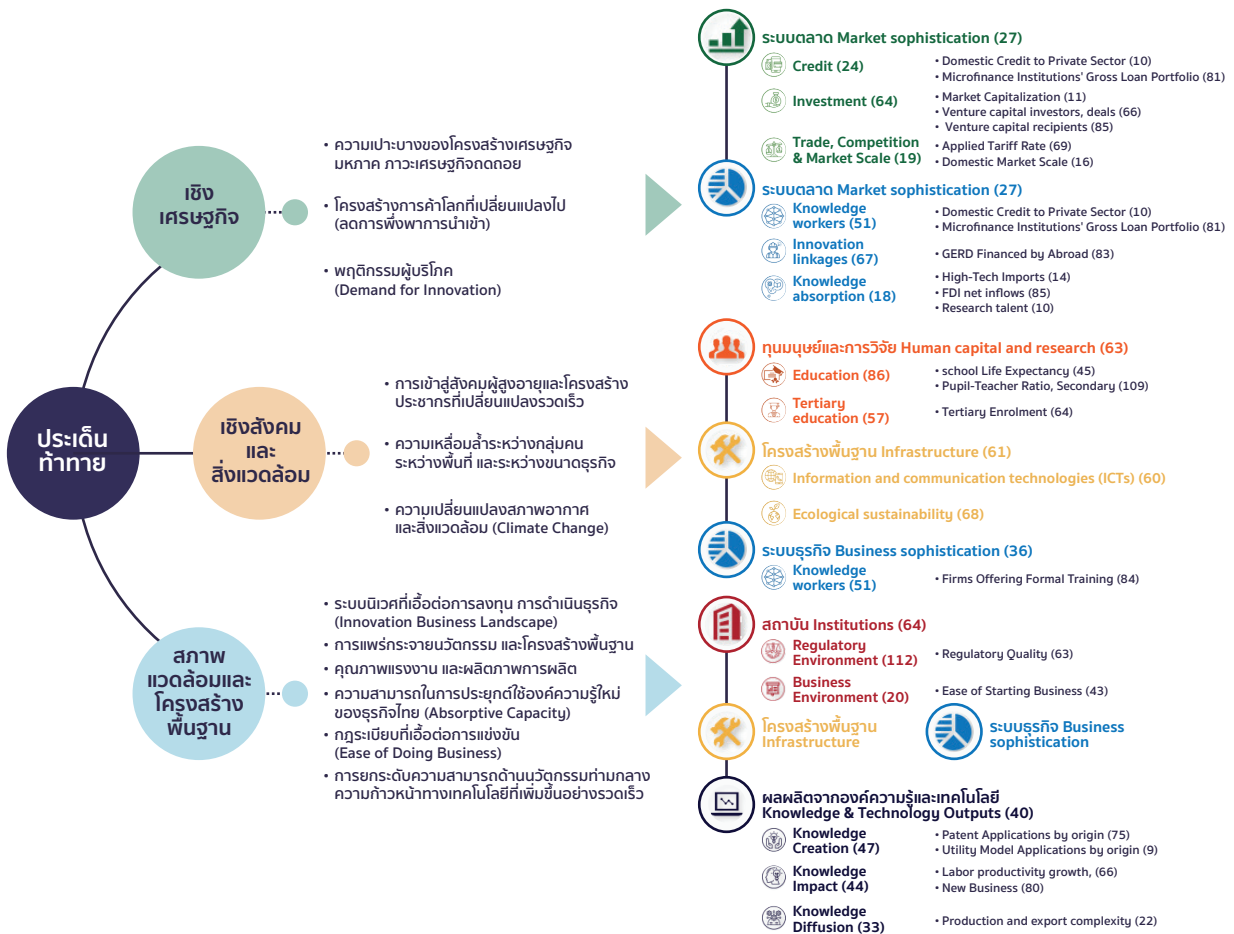 ประเด็น
ท้าทาย
เชิง
เศรษฐกิจ
• ความเปราะบางของโครงสร้างเศรษฐกิจ
มหภาค ภาวะเศรษฐกิจถดถอย
• โครงสร้างการค้าโลกที่เปลี่ยนแปลงไป
(ลดการพึ่งพาการนำเข้า)
• พฤติกรรมผู้บริโภค
(Demand for Innovation)
ระบบตลาด Market sophistication (27)
Credit (24)
• Domestic Credit to Private Sector (10)
• Microfinance Institutions' Gross Loan Portfolio (81)
Investment (64)
• Market Capitalization (11)
• Venture capital investors, deals (66)
• Venture capital recipients (85)
Trade, Competition
& Market Scale (19)
• Applied Tariff Rate (69)
• Domestic Market Scale (16)
ระบบตลาด Market sophistication (27)
Knowledge
workers (51)
• Domestic Credit to Private Sector (10)
• Microfinance Institutions' Gross Loan Portfolio (81)
Innovation
linkages (67)
• GERD Financed by Abroad (83)
Knowledge
absorption (18)
• High-Tech Imports (14)
• FDI net inflows (85)
• Research talent (10)
เชิงสังคม
และ
สิ่งแวดล้อม
• การเข้าสู่สังคมผู้สูงอายุและโครงสร้าง
ประชากรที่เปลี่ยนแปลงรวดเร็ว
• ความเหลื่อมล้ำระหว่างกลุ่มคน
ระหว่างพื้นที่ และระหว่างขนาดธุรกิจ
• ความเปลี่ยนแปลงสภาพอากาศ
และสิ่งแวดล้อม (Climate Change)
ทุนมนุษย์และการวิจัย Human capital and research (63)
Education (86)
• school Life Expectancy (45)
• Pupil-Teacher Ratio, Secondary (109)
Tertiary
education (57)
• Tertiary Enrolment (64)
โครงสร้างพื้นฐาน Infrastructure (61)
Information and communication technologies (ICTs) (60)
Ecological sustainability (68)
ระบบธุรกิจ Business sophistication (36)
Knowledge
workers (51)
• Firms Offering Formal Training (84)
สภาพ
แวดล้อมและ
โครงสร้าง
พื้นฐาน
• ระบบนิเวศที่เอื้อต่อการลงทุน การดำเนินธุรกิจ
(Innovation Business Landscape)
• การแพร่กระจายนวัตกรรม และโครงสร้างพื้นฐาน
• คุณภาพแรงงาน และผลิตภาพการผลิต
• ความสามารถในการประยุกต์ใช้องค์ความรู้ใหม่
ของธุรกิจไทย (Absorptive Capacity)
• กฎระเบียบที่เอื้อต่อการแข่งขัน
(Ease of Doing Business)
• การยกระดับความสามารถด้านนวัตกรรมท่ามกลาง
ความก้าวหน้าทางเทคโนโลยีที่เพิ่มขึ้นอย่างรวดเร็ว
สถาบัน Institutions (64)
Regulatory
Environment (112)
• Regulatory Quality (63)
Business
Environment (20)
• Ease of Starting Business (43)
โครงสร้างพื้นฐาน
Infrastructure
ระบบธุรกิจ Business
sophistication
ผลผลิตจากองค์ความรู้และเทคโนโลยี
Knowledge & Technology Outputs (40)
Knowledge
Creation (47)
• Patent Applications by origin (75)
• Utility Model Applications by origin (9)
Knowledge
Impact (44)
• Labor productivity growth, (66)
• New Business (80)
Knowledge
Diffusion (33)
• Production and export complexity (22)